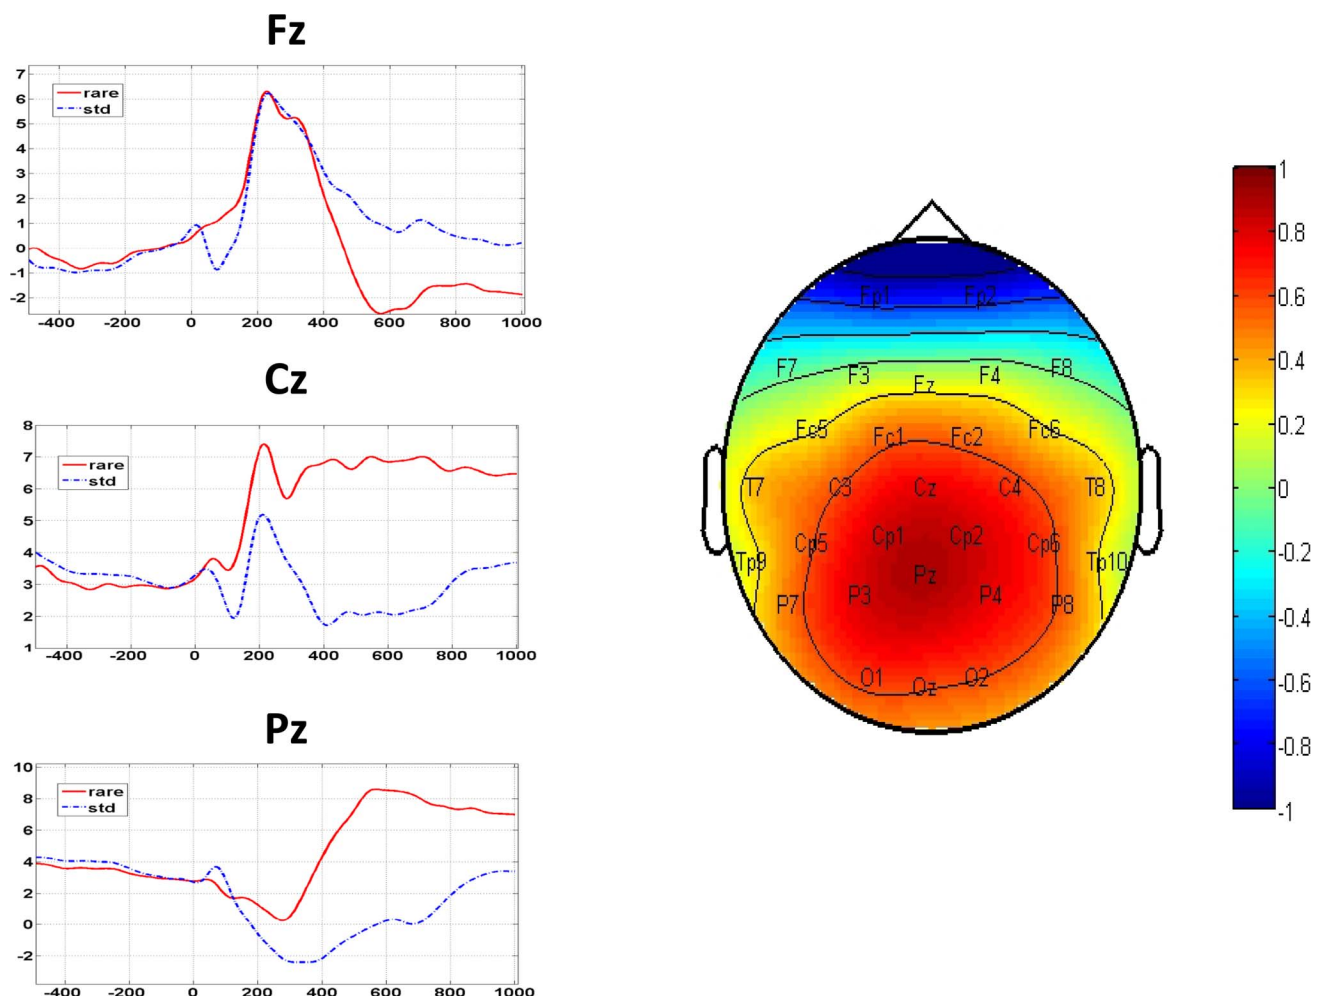 Fz
7
6
5
4
3
2
1
0
-1
-2
rare
std
-400 -200 0 200 400 600 800 1000
Cz
8
7
6
5
4
3
2
1
rare
std
-400 -200 0 200 400 600 800 1000
Pz
10
8
6
4
2
0
-2
rare
std
-400 -200 0 200 400 600 800 1000
Fp1 Fp2
F7 F3 Fz F4 F8
Fc5 Fc1 Fc2 Fc6
T7 C3 Cz C4 T8
Tp9 Cp5 Cp1 Cp2 Cp6 Tp10
P7 P3 Pz P4 P8
O1 Oz O2
1
0.8
0.6
0.4
0.2
0
-0.2
-0.4
-0.6
-0.8
-1